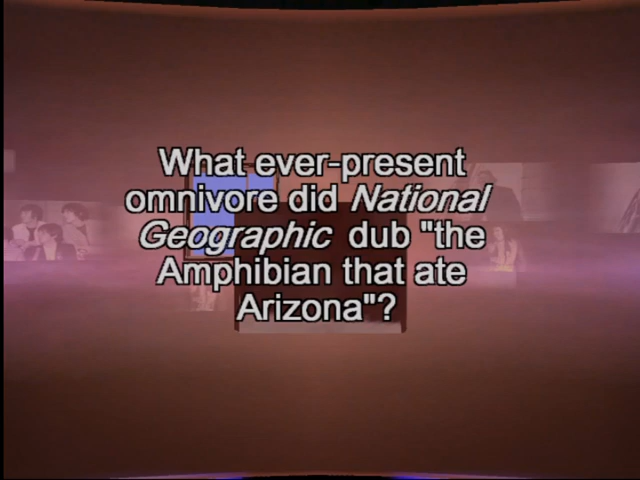 What ever-present
omnivore did National
Geographic dub "the
Amphibian that ate
Arizona"?